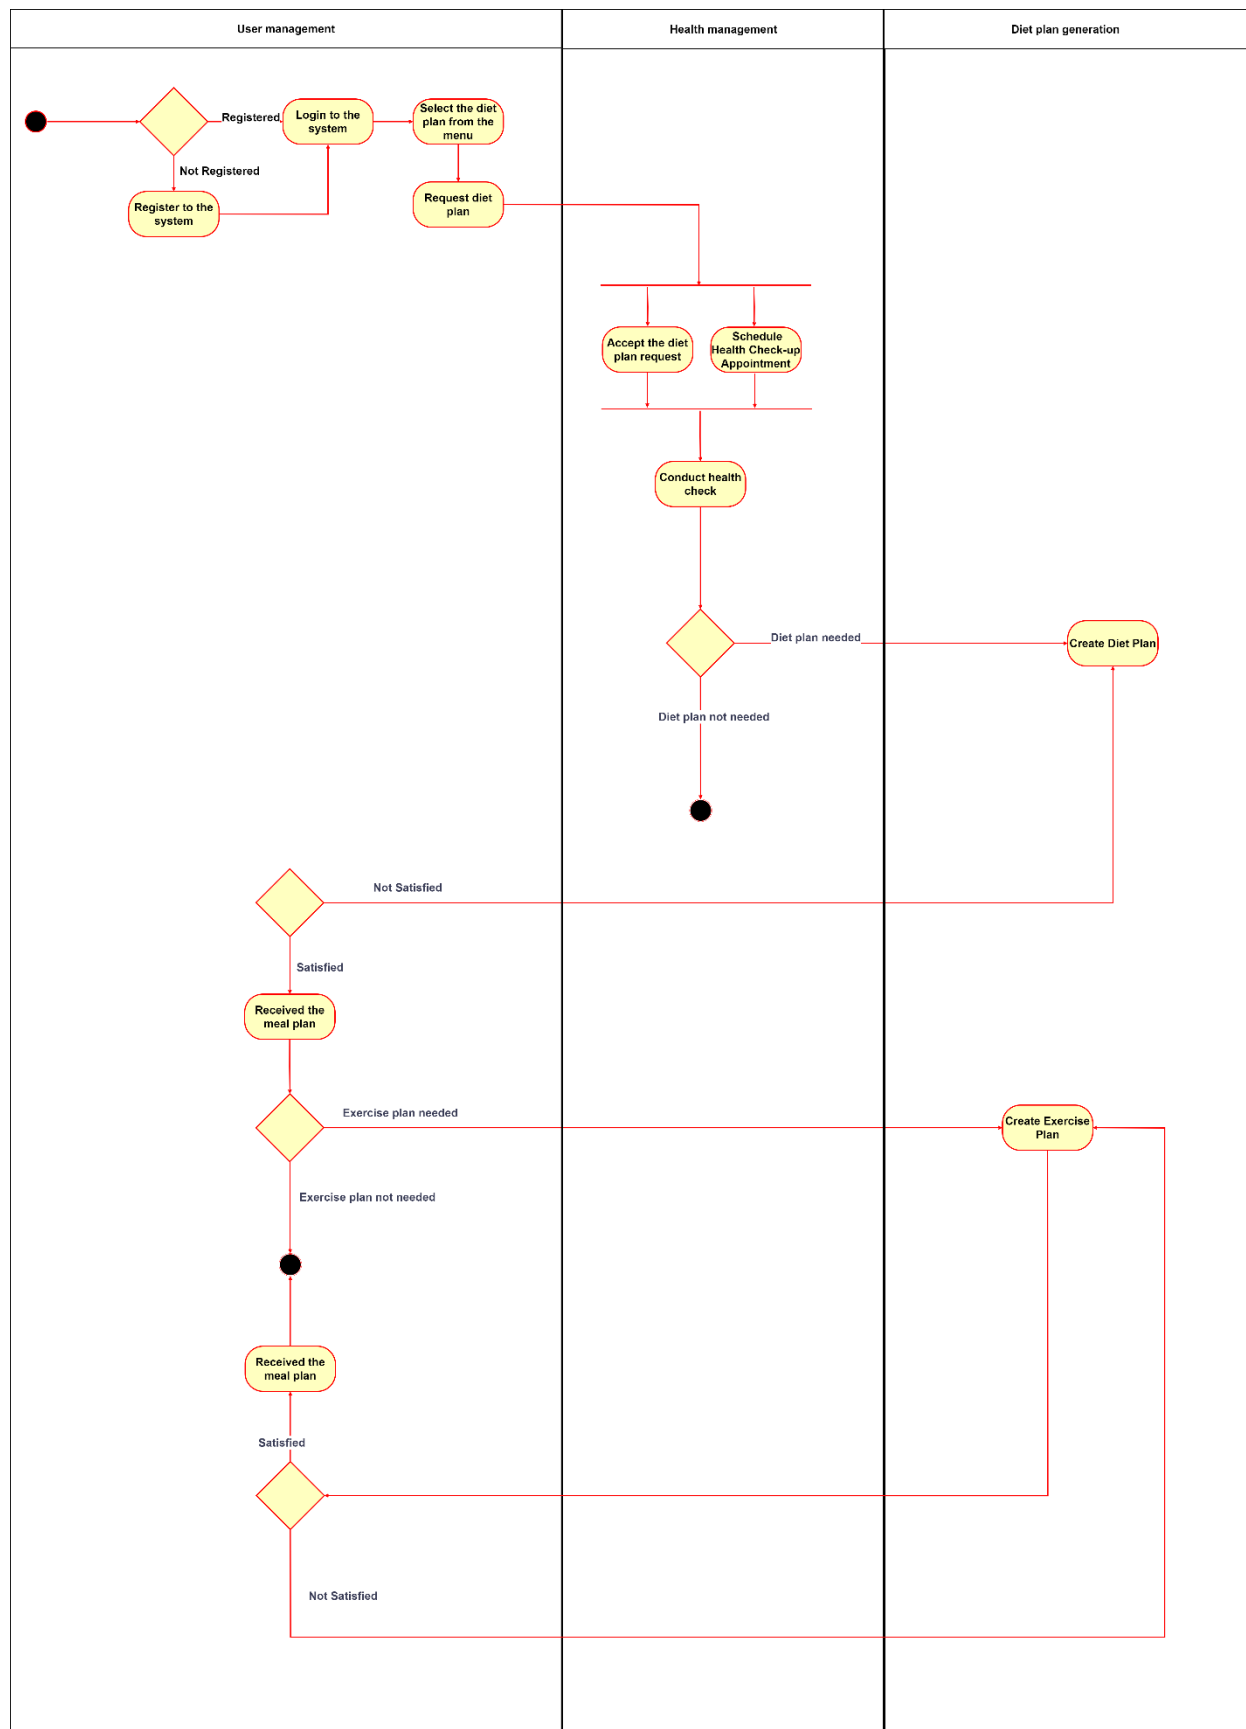 User management
Health management
Diet plan generation
Registered
Login to the
system
Select the diet
plan from the
menu
Not Registered
Register to the
system
Request diet
plan
Accept the diet
plan request
Schedule
Health Check-up
Appointment
Conduct health
check
Diet plan needed
Create Diet Plan
Diet plan not needed
Not Satisfied
Satisfied
Received the
meal plan
Exercise plan needed
Create Exercise
Plan
Exercise plan not needed
Received the
meal plan
Satisfied
Not Satisfied